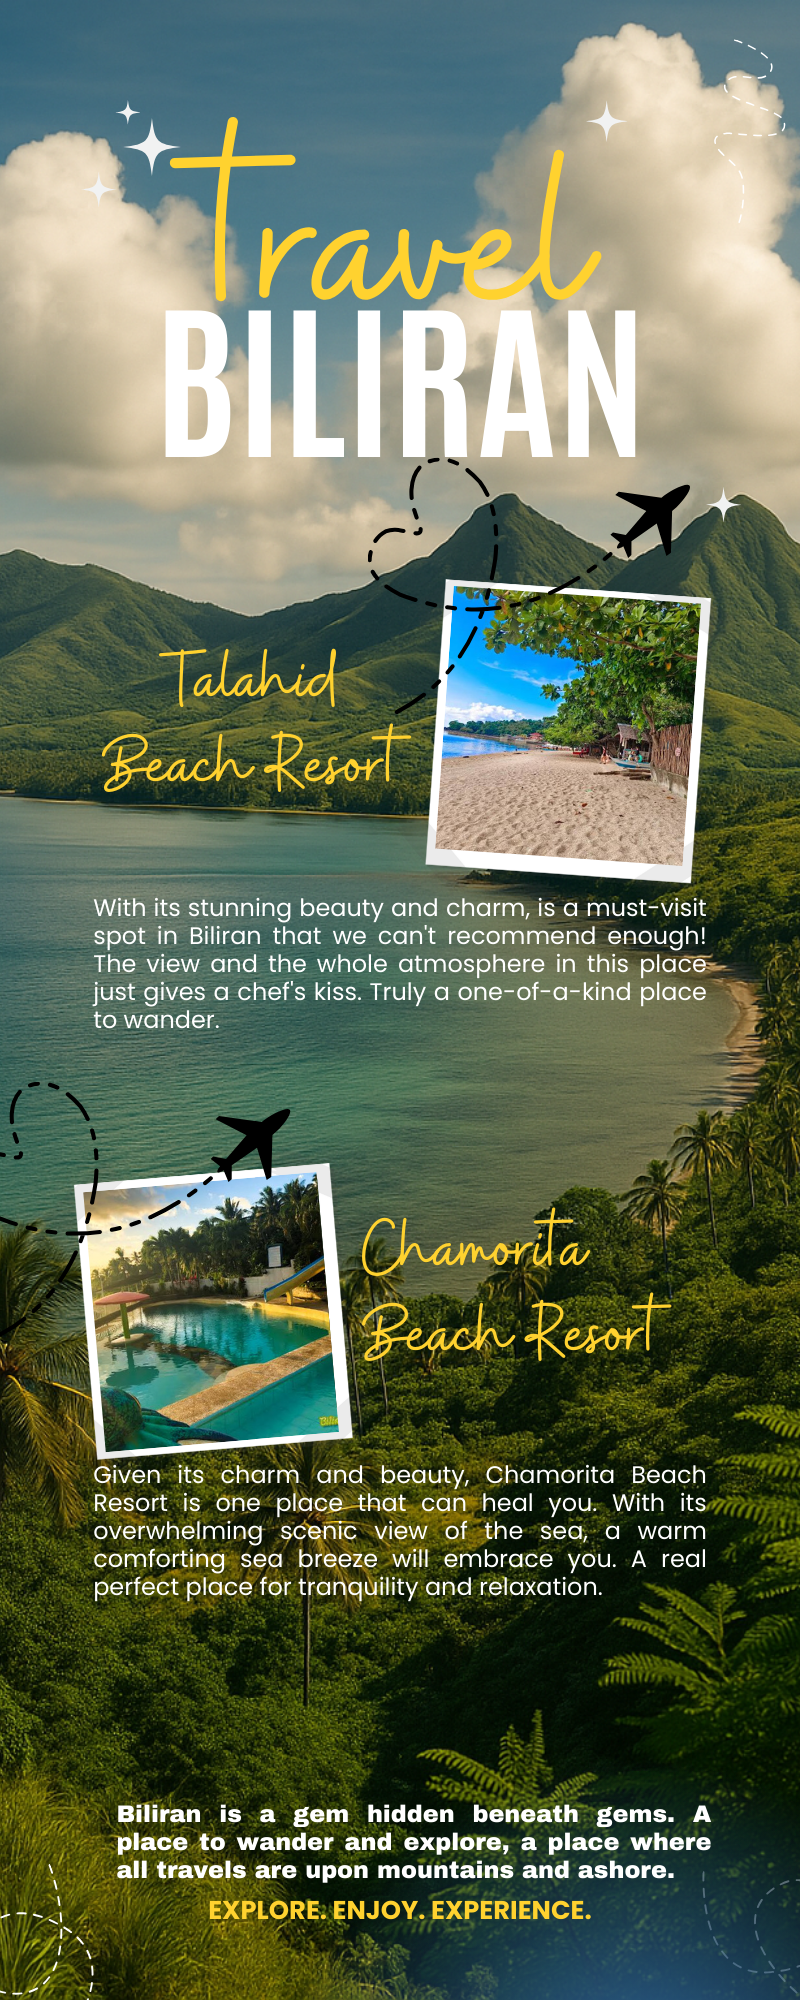 Travel
BILIRAN
Talahid
Beach Resort
With its stunning beauty and charm, is a must-visit
spot in Biliran that we can't recommend enough!
The view and the whole atmosphere in this place
just gives a chef's kiss. Truly a one-of-a-kind place
to wander.
Chamorita
Beach Resort
Given its charm and beauty, Chamorita Beach
Resort is one place that can heal you. With its
overwhelming scenic view of the sea, a warm
comforting sea breeze will embrace you. A real
perfect place for tranquility and relaxation.
Biliran is a gem hidden beneath gems. A
place to wander and explore, a place where
all travels are upon mountains and ashore.
EXPLORE. ENJOY. EXPERIENCE.